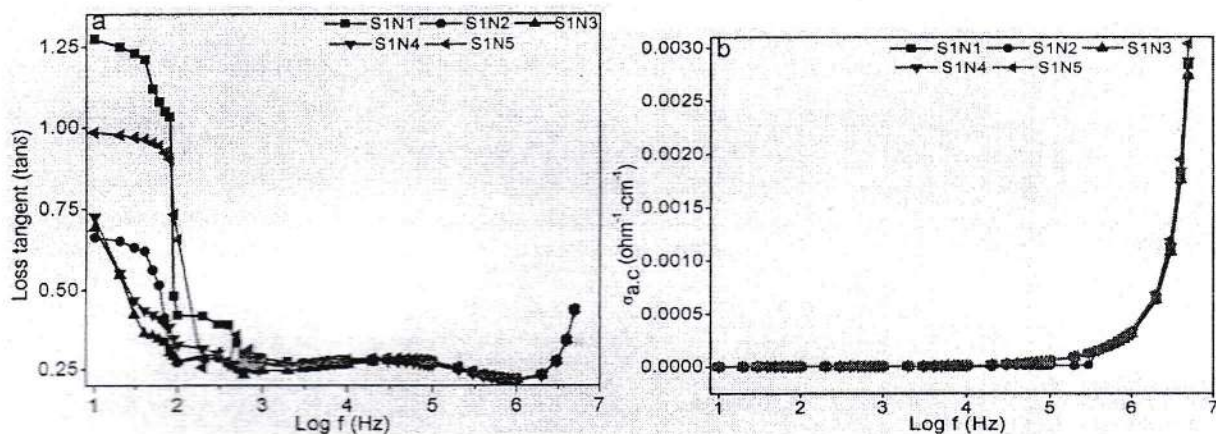 a
S1N1 S1N2 S1N3
S1N4 S1N5
1.25
1.00
0.75
0.50
0.25
Loss tangent (tanδ)
1 2 3 4 5 6 7
Log f (Hz)
b
S1N1 S1N2 S1N3
S1N4 S1N5
0.0030
0.0025
0.0020
0.0015
0.0010
0.0005
0.0000
σa.c (ohm⁻¹-cm⁻¹)
1 2 3 4 5 6 7
Log f (Hz)